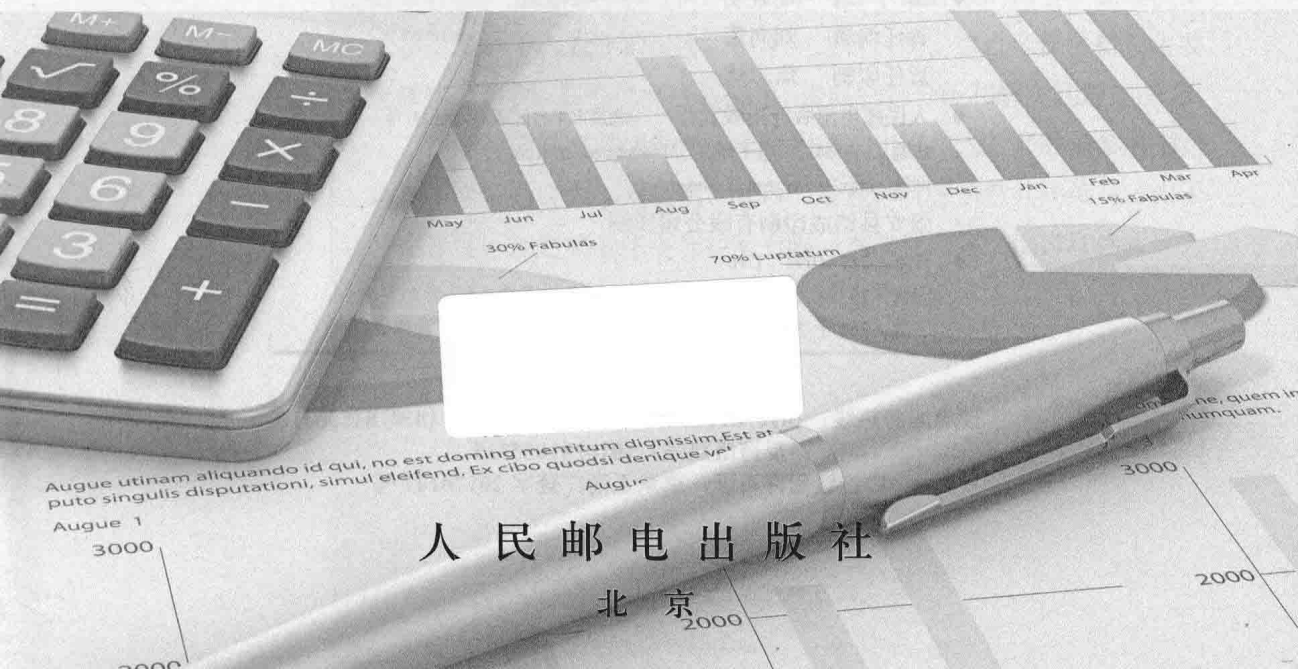 M+ M− MC
√ % ÷
8 9 ×
6 −
3
= +
May Jun Jul Aug Sep Oct Nov Dec Jan Feb Mar Apr
30% Fabulas
70% Luptatum
15% Fabulas
Augue utinam aliquando id qui, no est doming mentitum dignissim.Est at
puto singulis disputationi, simul eleifend. Ex cibo quodsi denique vel
numquam.
Augue 1
3000
3000
人民邮电出版社
北京
2000
2000